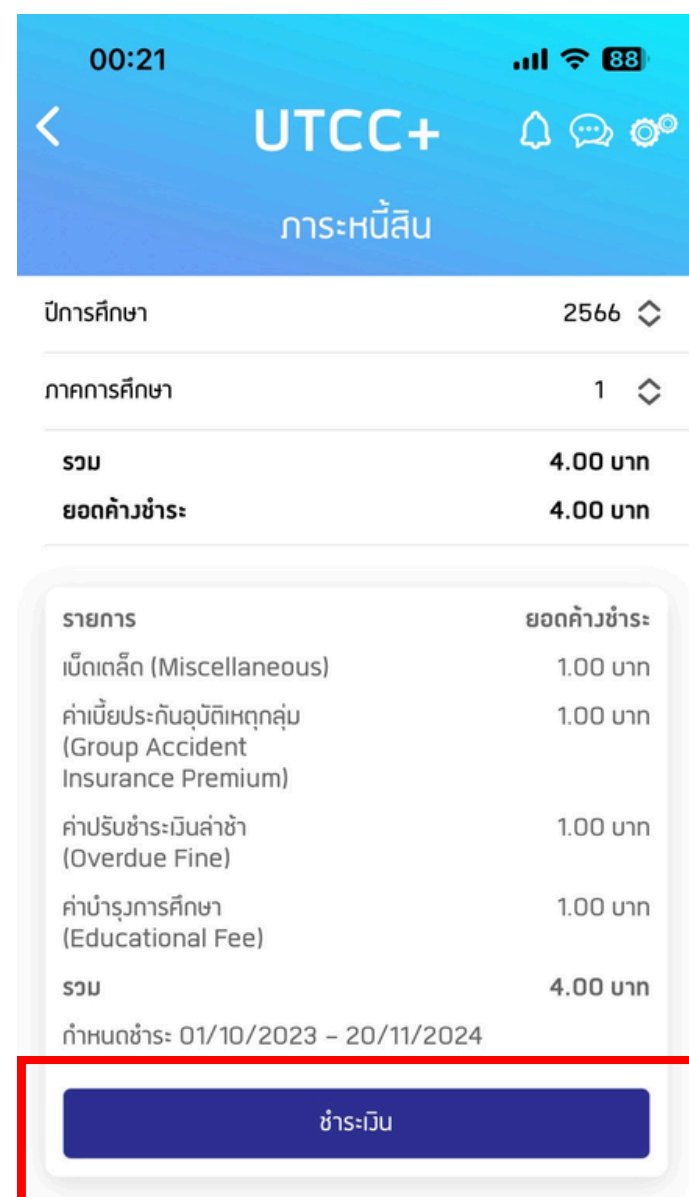 00:21
88
UTCC+
ภาระหนี้สิน
ปีการศึกษา 2566
ภาคการศึกษา 1
รวม 4.00 บาท
ยอดค้างชำระ 4.00 บาท
รายการ ยอดค้างชำระ
เบ็ดเตล็ด (Miscellaneous) 1.00 บาท
ค่าเบี้ยประกันอุบัติเหตุกลุ่ม 1.00 บาท
(Group Accident
Insurance Premium)
ค่าปรับชำระเงินล่าช้า 1.00 บาท
(Overdue Fine)
ค่าบำรุงการศึกษา 1.00 บาท
(Educational Fee)
รวม 4.00 บาท
กำหนดชำระ 01/10/2023 – 20/11/2024
ชำระเงิน